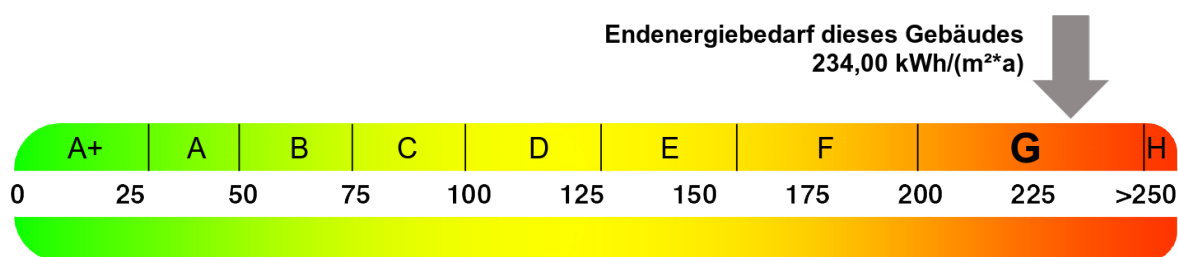 Endenergiebedarf dieses Gebäudes
234,00 kWh/(m²*a)
A+ A B C D E F G H
0 25 50 75 100 125 150 175 200 225 >250